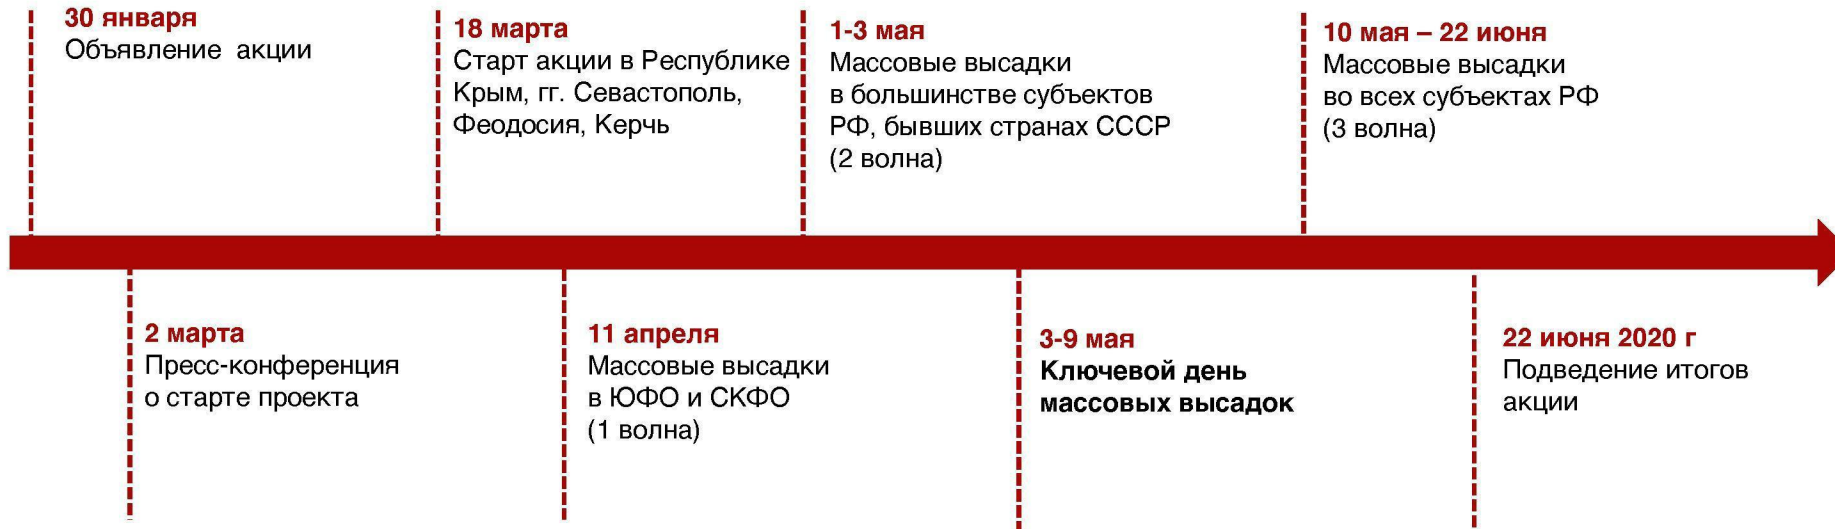 30 января
Объявление акции
18 марта
Старт акции в Республике
Крым, гг. Севастополь,
Феодосия, Керчь
1-3 мая
Массовые высадки
в большинстве субъектов
РФ, бывших странах СССР
(2 волна)
10 мая – 22 июня
Массовые высадки
во всех субъектах РФ
(3 волна)
2 марта
Пресс-конференция
о старте проекта
11 апреля
Массовые высадки
в ЮФО и СКФО
(1 волна)
3-9 мая
Ключевой день
массовых высадок
22 июня 2020 г
Подведение итогов
акции